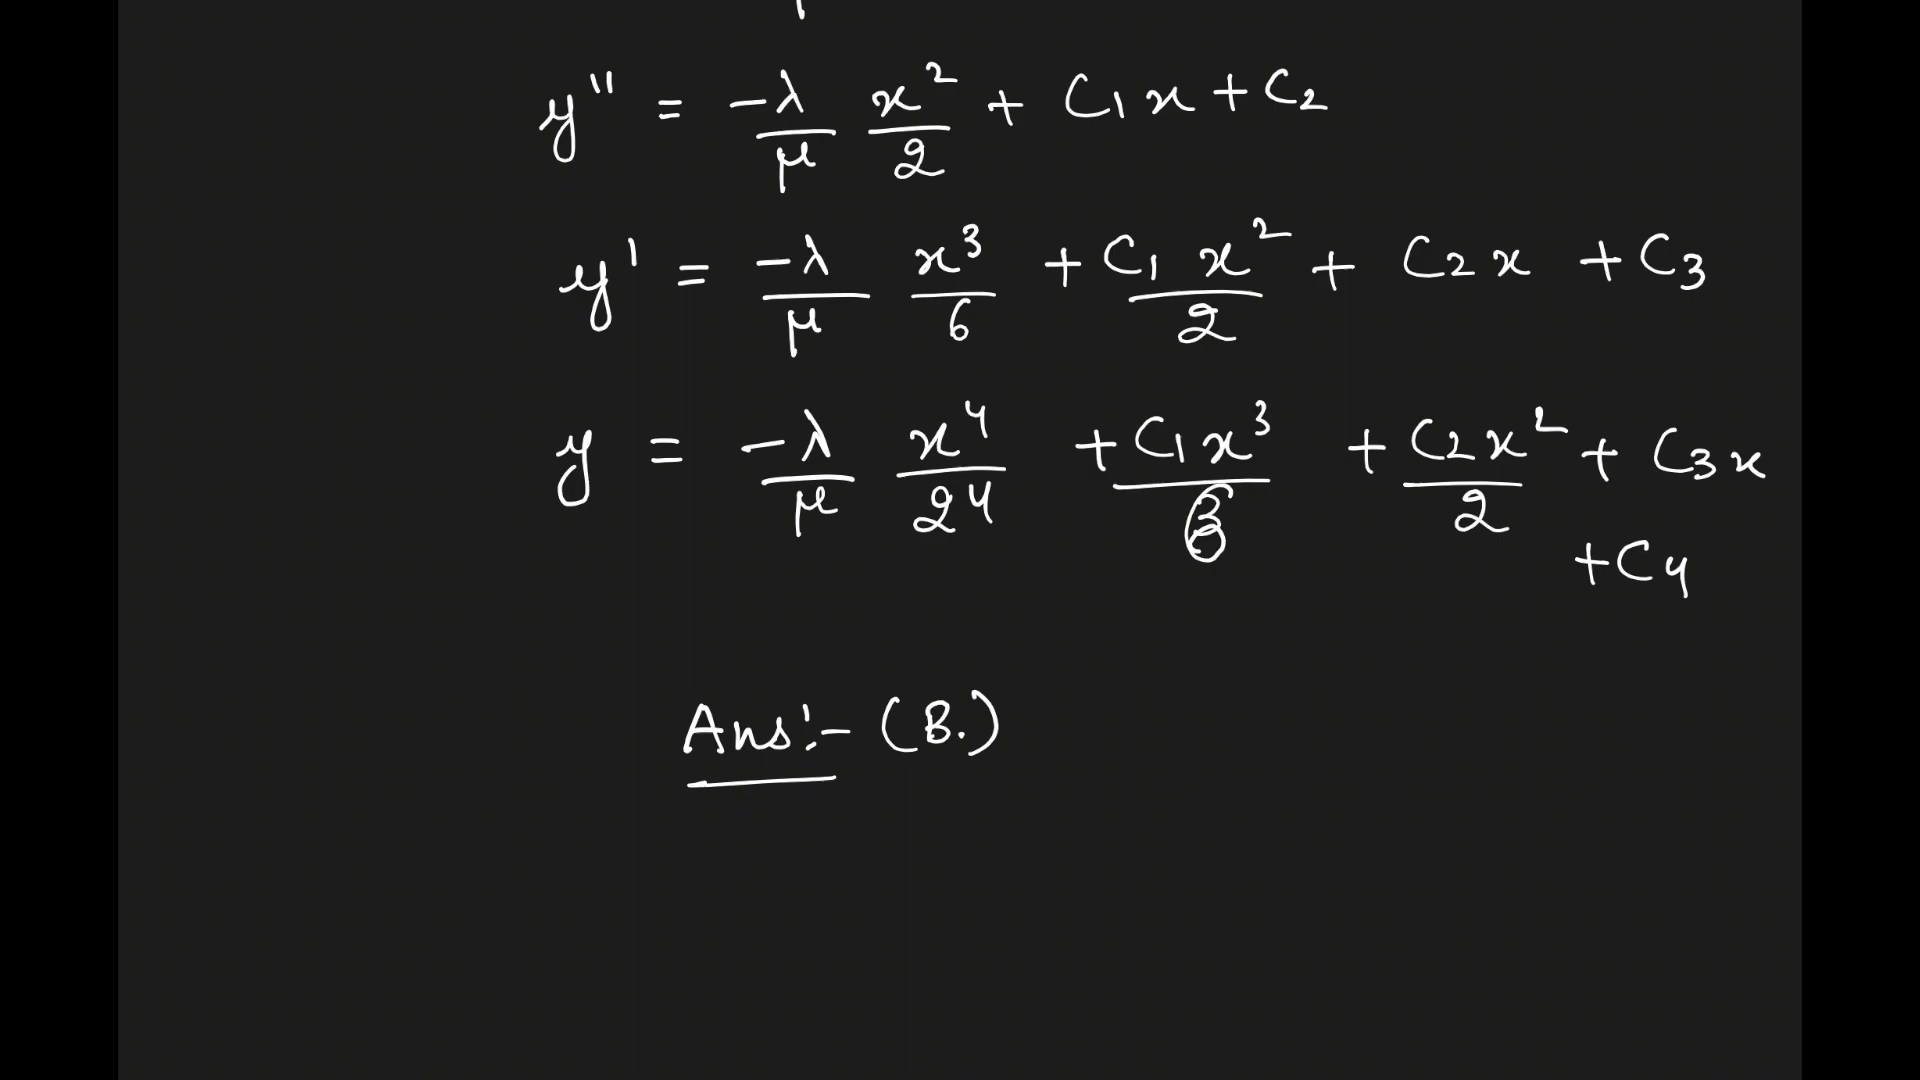 y'' = -λ/μ x²/2 + C₁x + C₂
y' = -λ/μ x³/6 + C₁x²/2 + C₂x + C₃
y = -λ/μ x⁴/24 + C₁x³/6 + C₂x²/2 + C₃x
+C₄
Ans:- (B.)